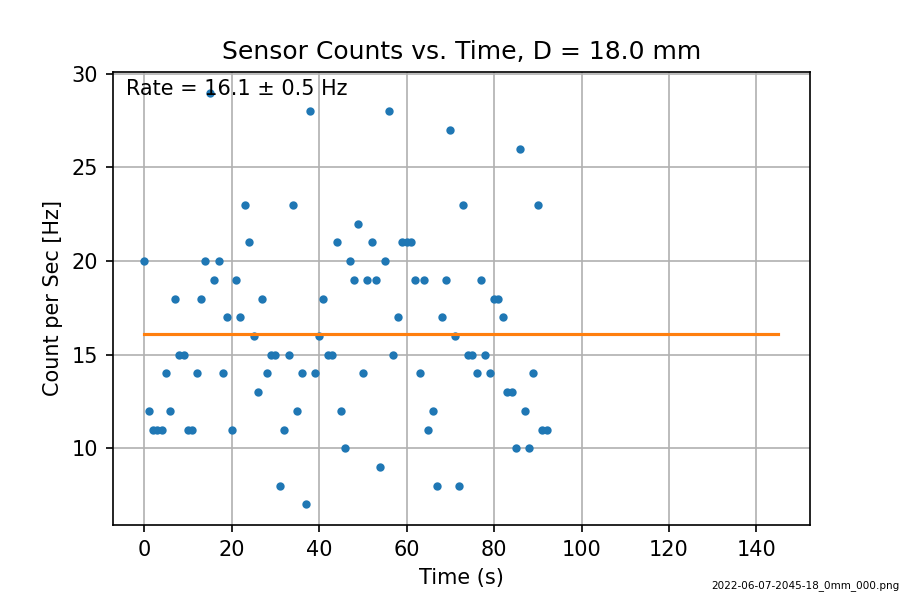 Sensor Counts vs. Time, D = 18.0 mm
Rate = 16.1 ± 0.5 Hz
30
25
20
15
10
Count per Sec [Hz]
0 20 40 60 80 100 120 140
Time (s)
2022-06-07-2045-18_0mm_000.png